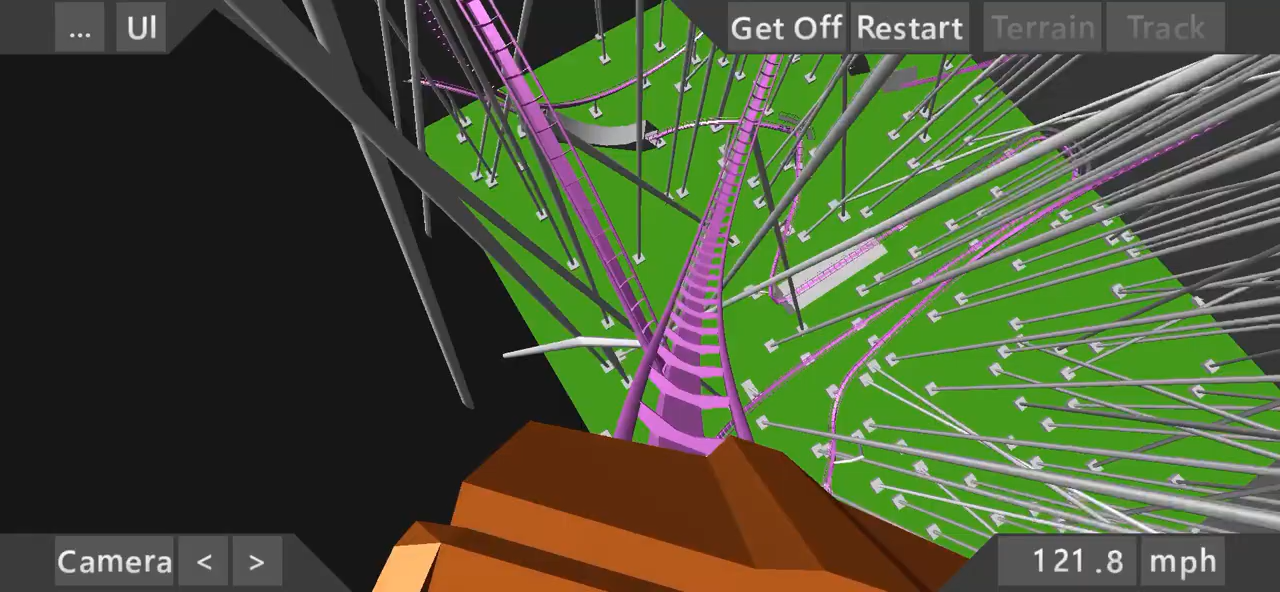 ... UI Get Off Restart Terrain Track
Camera < > 121.8 mph